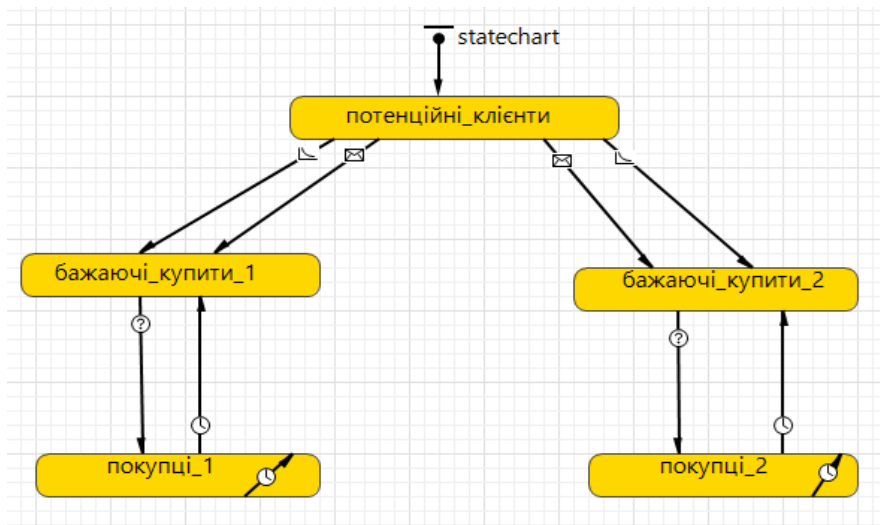 statechart
потенційні_клієнти
бажаючі_купити_1
бажаючі_купити_2
?
?
покупці_1
покупці_2